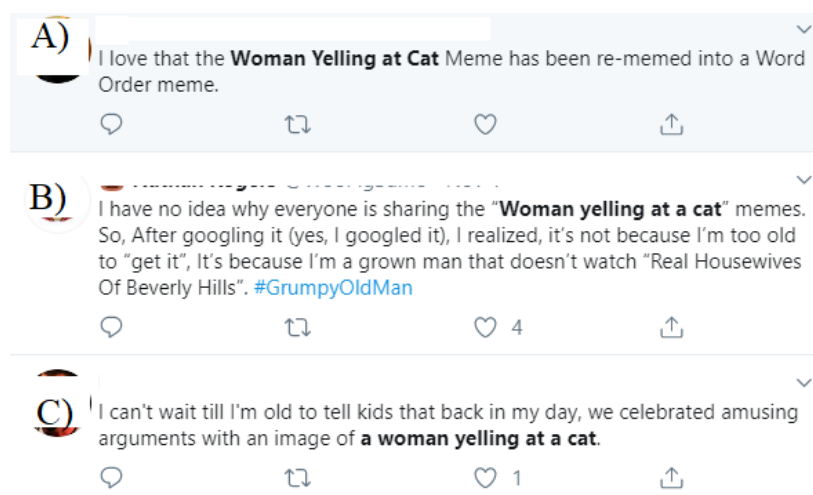 A)
I love that the Woman Yelling at Cat Meme has been re-memed into a Word
Order meme.
B)
I have no idea why everyone is sharing the “Woman yelling at a cat” memes.
So, After googling it (yes, I googled it), I realized, it’s not because I’m too old
to “get it”, It’s because I’m a grown man that doesn’t watch “Real Housewives
Of Beverly Hills”. #GrumpyOldMan
4
C)
I can't wait till I'm old to tell kids that back in my day, we celebrated amusing
arguments with an image of a woman yelling at a cat.
1